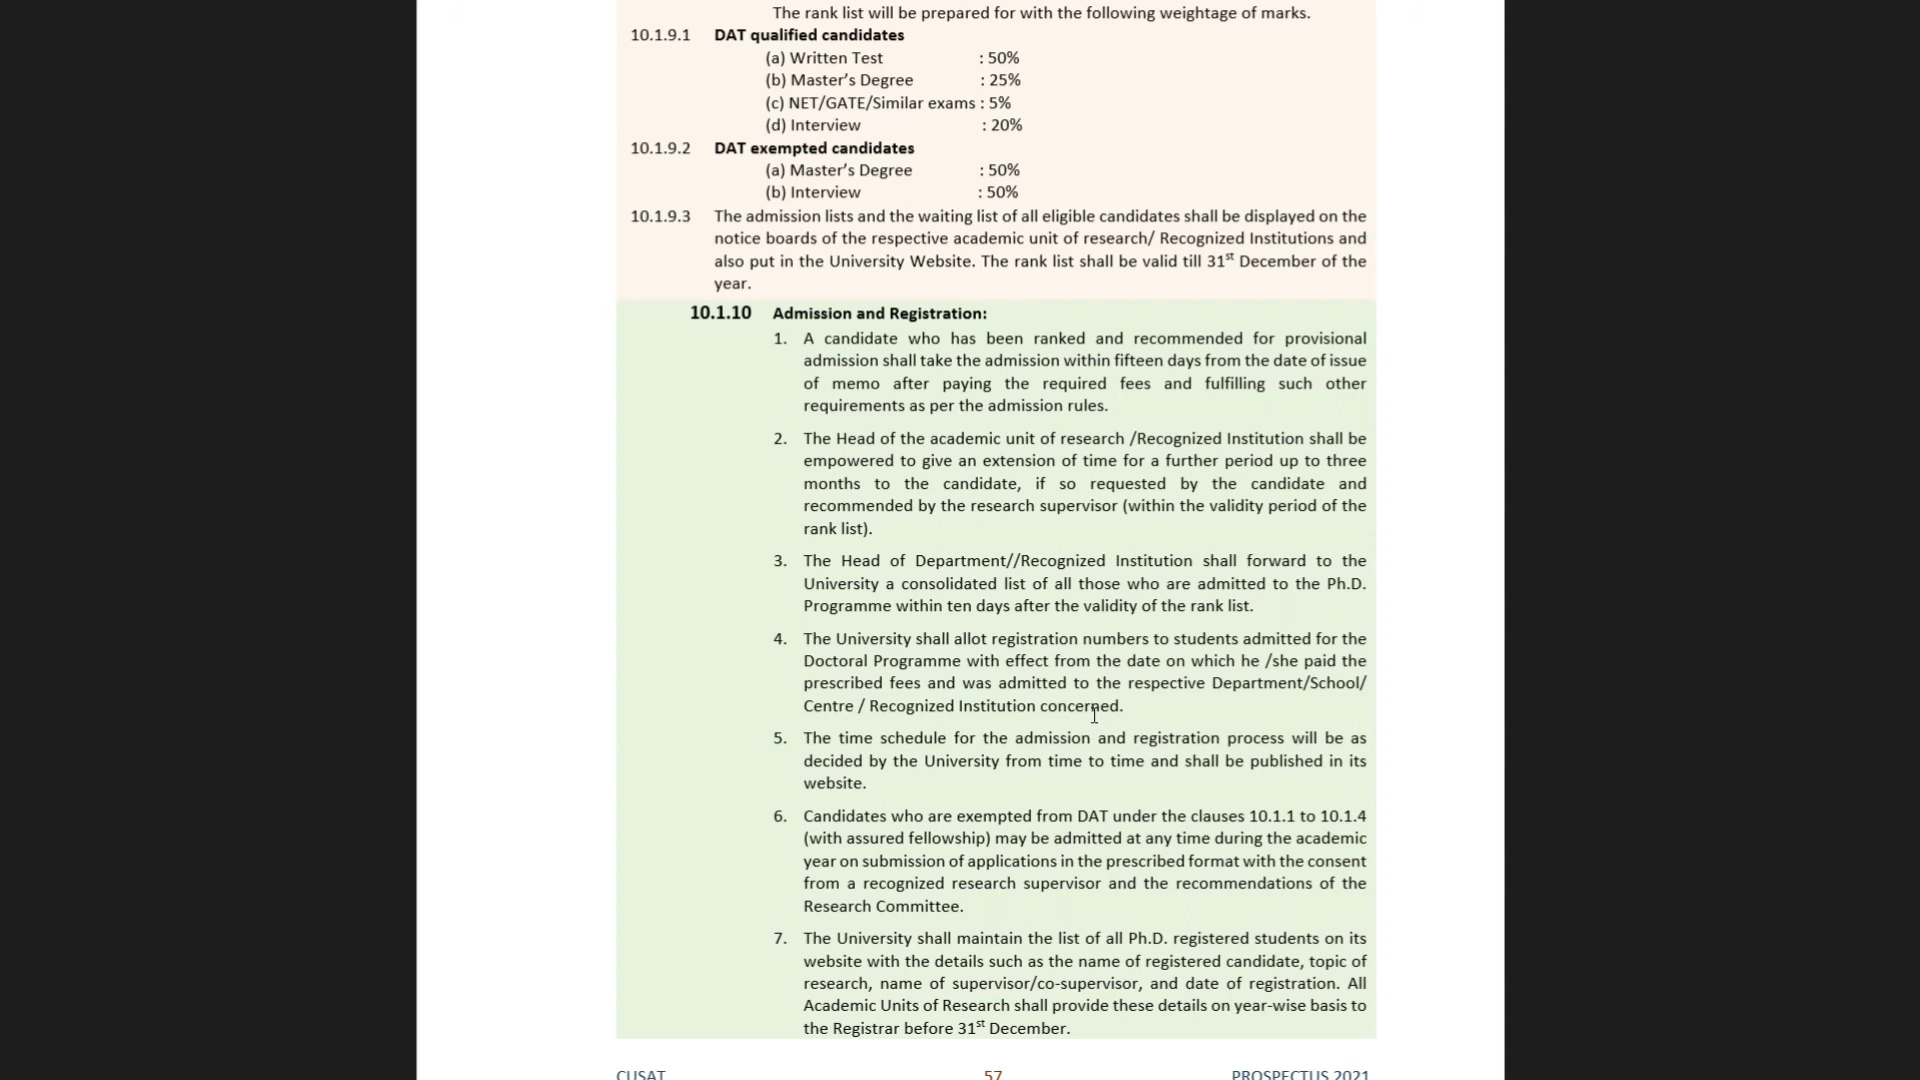 The rank list will be prepared for with the following weightage of marks.
10.1.9.1 DAT qualified candidates
(a) Written Test : 50%
(b) Master’s Degree : 25%
(c) NET/GATE/Similar exams : 5%
(d) Interview : 20%
10.1.9.2 DAT exempted candidates
(a) Master’s Degree : 50%
(b) Interview : 50%
10.1.9.3 The admission lists and the waiting list of all eligible candidates shall be displayed on the
notice boards of the respective academic unit of research/ Recognized Institutions and
also put in the University Website. The rank list shall be valid till 31st December of the
year.
10.1.10 Admission and Registration:
1. A candidate who has been ranked and recommended for provisional
admission shall take the admission within fifteen days from the date of issue
of memo after paying the required fees and fulfilling such other
requirements as per the admission rules.
2. The Head of the academic unit of research /Recognized Institution shall be
empowered to give an extension of time for a further period up to three
months to the candidate, if so requested by the candidate and
recommended by the research supervisor (within the validity period of the
rank list).
3. The Head of Department//Recognized Institution shall forward to the
University a consolidated list of all those who are admitted to the Ph.D.
Programme within ten days after the validity of the rank list.
4. The University shall allot registration numbers to students admitted for the
Doctoral Programme with effect from the date on which he /she paid the
prescribed fees and was admitted to the respective Department/School/
Centre / Recognized Institution concerned.
5. The time schedule for the admission and registration process will be as
decided by the University from time to time and shall be published in its
website.
6. Candidates who are exempted from DAT under the clauses 10.1.1 to 10.1.4
(with assured fellowship) may be admitted at any time during the academic
year on submission of applications in the prescribed format with the consent
from a recognized research supervisor and the recommendations of the
Research Committee.
7. The University shall maintain the list of all Ph.D. registered students on its
website with the details such as the name of registered candidate, topic of
research, name of supervisor/co-supervisor, and date of registration. All
Academic Units of Research shall provide these details on year-wise basis to
the Registrar before 31st December.
CUSAT 57 PROSPECTUS 2021